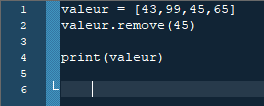 1 valeur = [43,99,45,65]
2 valeur.remove(45)
3
4 print(valeur)
5
6